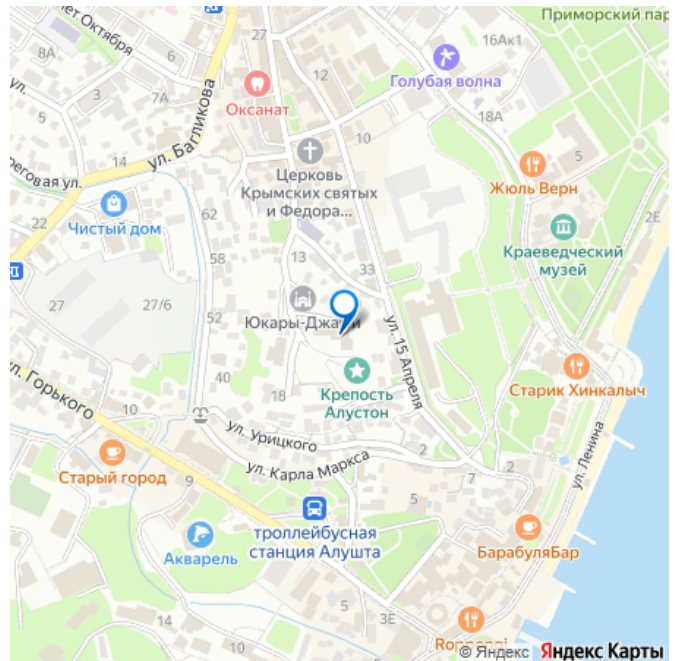 Приморский пар
лет Октября
27
16Ак1
8А
6
Голубая волна
12
5
3
7А
Оксанат
18А
ул.
ул. Багликова
10
5
14
Церковь
Крымских святых
и Федора...
Жюль Верн
реговая ул.
62
2Е
22
Чистый дом
Краеведческий
музей
58
13
33
27
27/6
52
Юкары-Джами
ул. 15 Апреля
40
18
Крепость
Алустон
Старик Хинкалыч
ул. Горького
10
ул. Урицкого
2
ул. Ленина
ул. Карла Маркса
7
2
Старый город
9
5
троллейбусная
станция Алушта
Акварель
БарабуляБар
5
3Е
© Яндекс Яндекс Карты